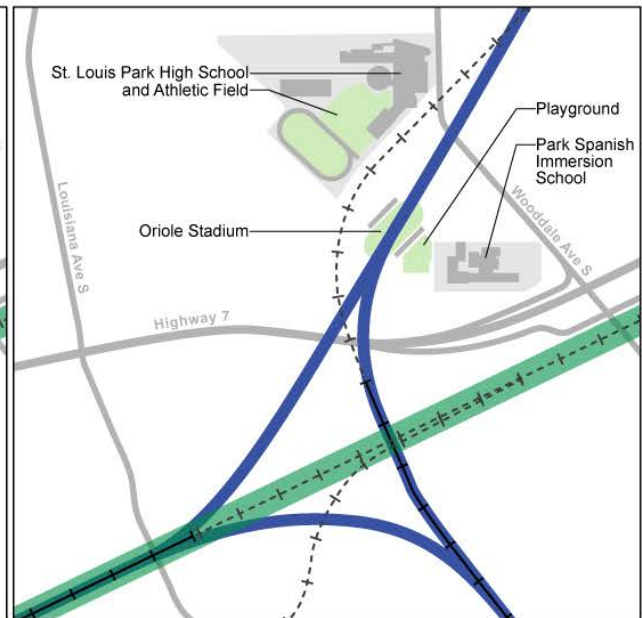 St. Louis Park High School
and Athletic Field
Playground
Park Spanish
Immersion
School
Louisiana Ave S
Wooddale Ave S
Oriole Stadium
Highway 7